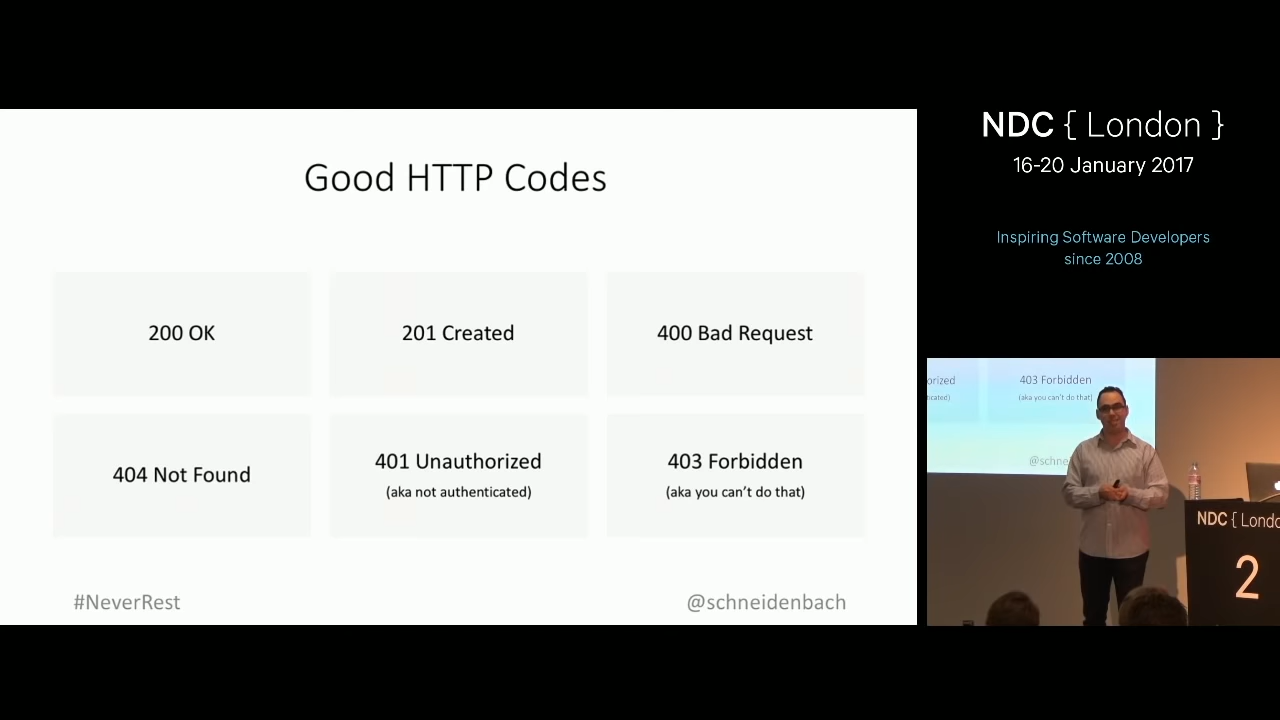 Good HTTP Codes
200 OK
201 Created
400 Bad Request
404 Not Found
401 Unauthorized
(aka not authenticated)
403 Forbidden
(aka you can't do that)
#NeverRest
@schneidenbach
NDC { London }
16-20 January 2017
Inspiring Software Developers
since 2008
403 Forbidden
(aka you can't do that)
@schne
NDC { Londo
2